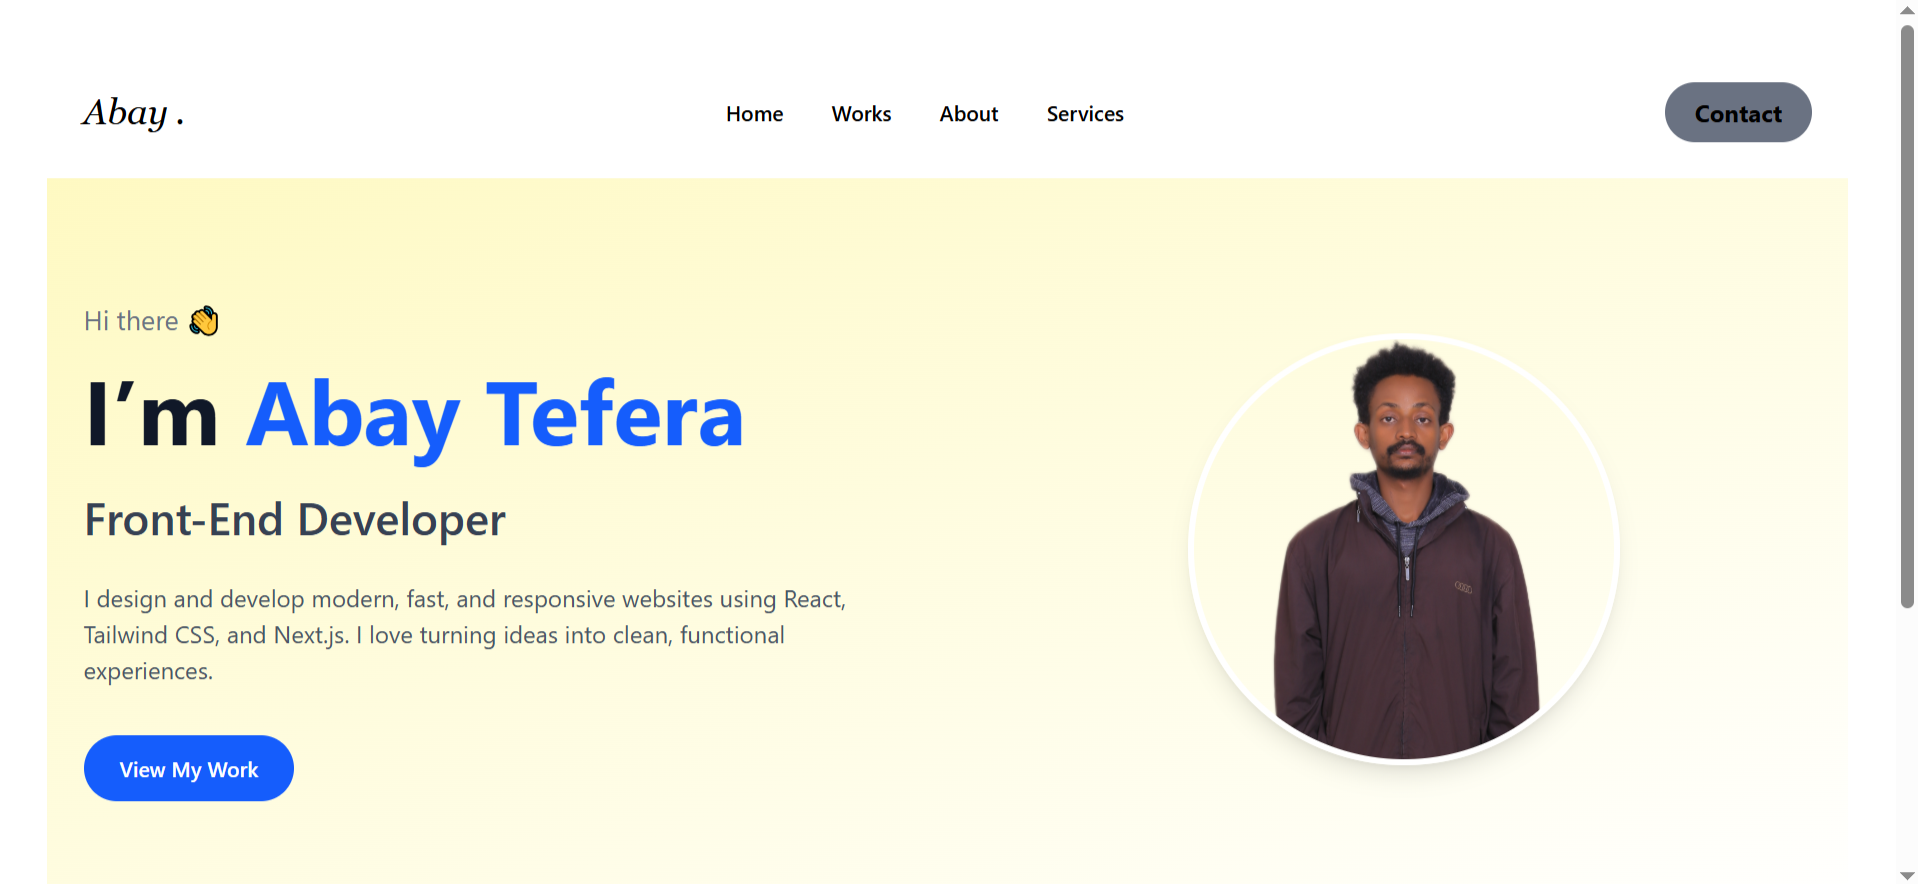 Abay .
Home Works About Services
Contact
Hi there 👋
I’m Abay Tefera
Front-End Developer
I design and develop modern, fast, and responsive websites using React,
Tailwind CSS, and Next.js. I love turning ideas into clean, functional
experiences.
View My Work